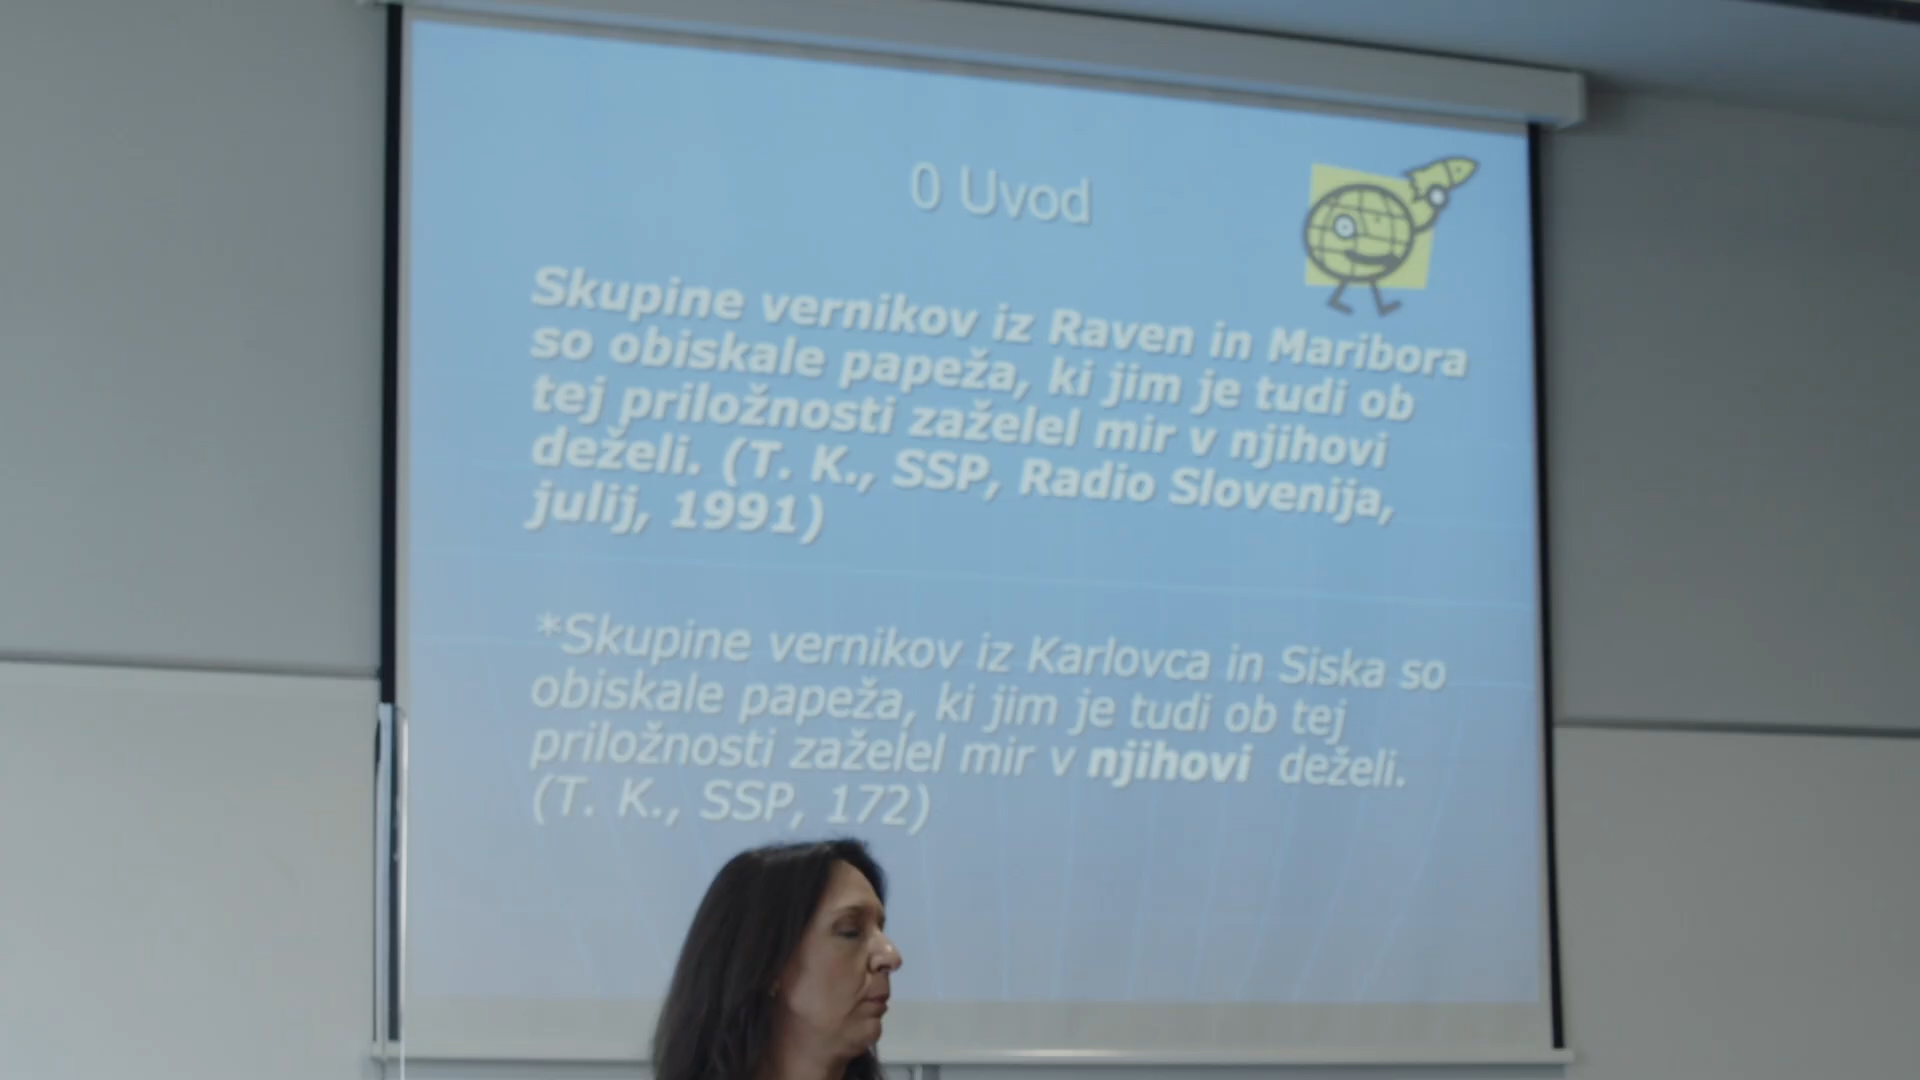 0 Uvod
Skupine vernikov iz Raven in Maribora
so obiskale papeža, ki jim je tudi ob
tej priložnosti zaželel mir v njihovi
deželi. (T. K., SSP, Radio Slovenija,
julij, 1991)
*Skupine vernikov iz Karlovca in Siska so
obiskale papeža, ki jim je tudi ob tej
priložnosti zaželel mir v njihovi deželi.
(T. K., SSP, 172)